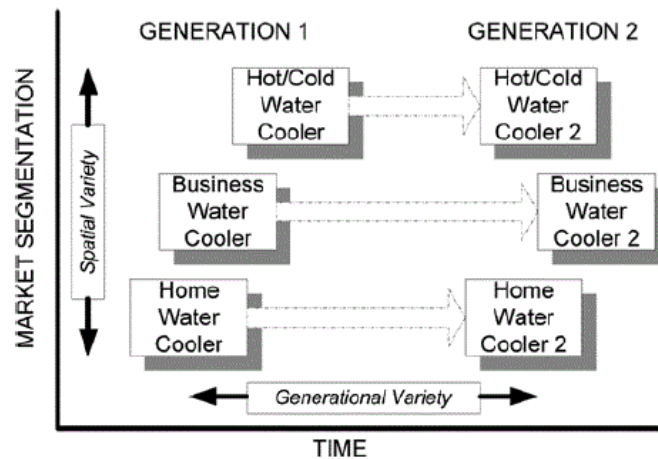 GENERATION 1
GENERATION 2
MARKET SEGMENTATION
Spatial Variety
Hot/Cold
Water
Cooler
Hot/Cold
Water
Cooler 2
Business
Water
Cooler
Business
Water
Cooler 2
Home
Water
Cooler
Home
Water
Cooler 2
Generational Variety
TIME